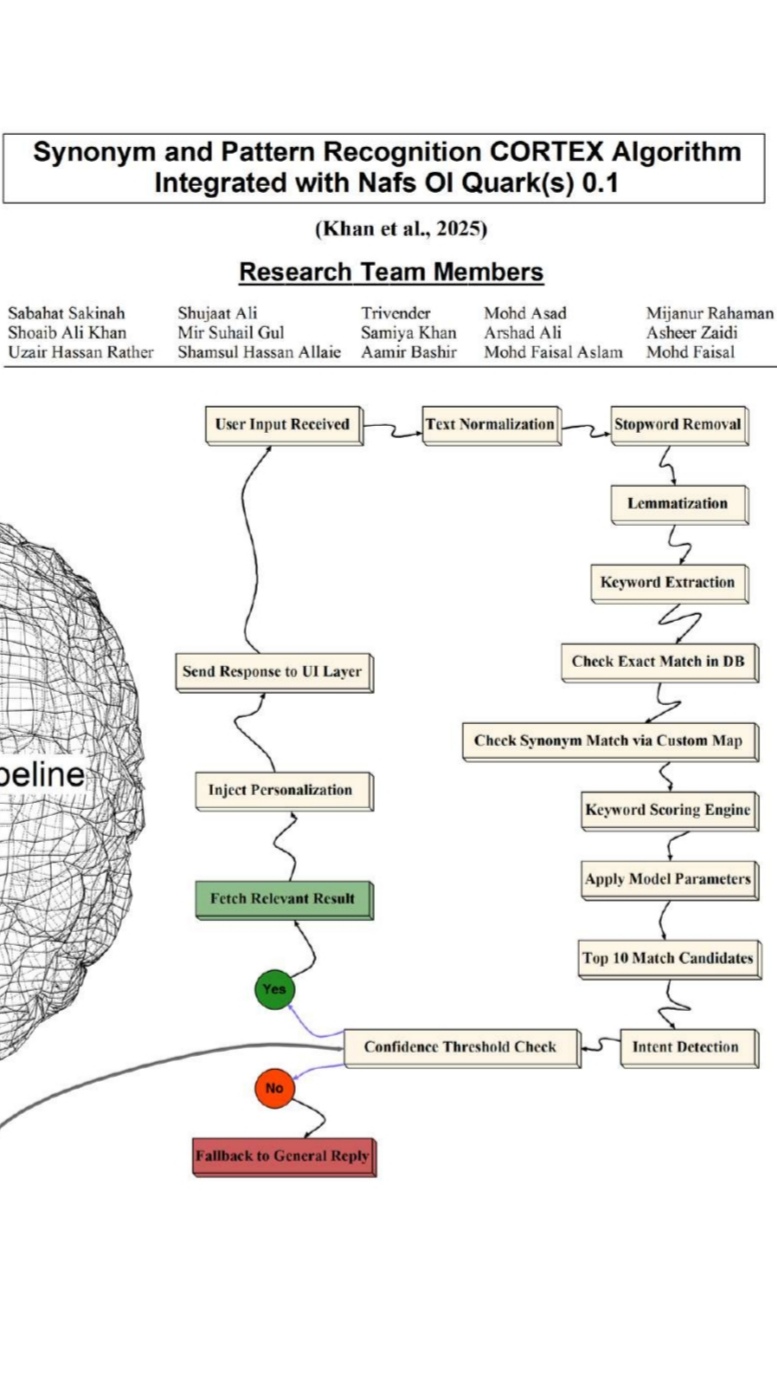 Synonym and Pattern Recognition CORTEX Algorithm
Integrated with Nafs OI Quark(s) 0.1
(Khan et al., 2025)
Research Team Members
Sabahat Sakinah Shujaat Ali Trivender Mohd Asad Mijanur Rahaman
Shoaib Ali Khan Mir Suhail Gul Samiya Khan Arshad Ali Asheer Zaidi
Uzair Hassan Rather Shamsul Hassan Allaie Aamir Bashir Mohd Faisal Aslam Mohd Faisal
User Input Received
Text Normalization
Stopword Removal
Lemmatization
Keyword Extraction
Check Exact Match in DB
Check Synonym Match via Custom Map
Keyword Scoring Engine
Apply Model Parameters
Top 10 Match Candidates
Intent Detection
Confidence Threshold Check
Yes
Fetch Relevant Result
Inject Personalization
Send Response to UI Layer
No
Fallback to General Reply
peline